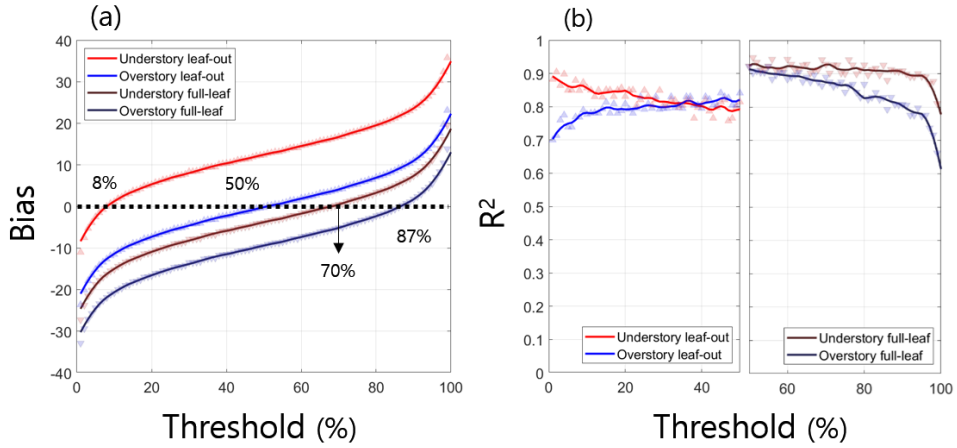 (a)
Bias
40
30
20
10
0
-10
-20
-30
-40
Understory leaf-out
Overstory leaf-out
Understory full-leaf
Overstory full-leaf
8%
50%
87%
70%
0
20
40
60
80
100
Threshold (%)
(b)
R²
1
0.9
0.8
0.7
0.6
0.5
0.4
0.3
0.2
0.1
0
Understory leaf-out
Overstory leaf-out
Understory full-leaf
Overstory full-leaf
0
20
40
60
80
100
Threshold (%)